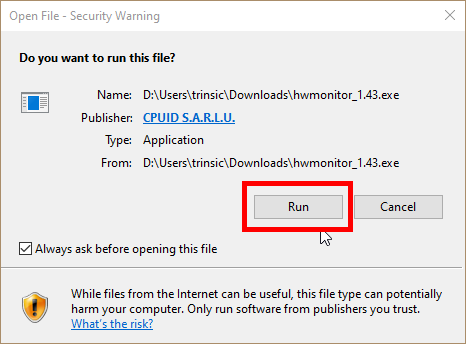 Open File - Security Warning
Do you want to run this file?
Name: D:\Users\trinsic\Downloads\hwmonitor_1.43.exe
Publisher: CPUID S.A.R.L.U.
Type: Application
From: D:\Users\trinsic\Downloads\hwmonitor_1.43.exe
Run Cancel
Always ask before opening this file
While files from the Internet can be useful, this file type can potentially
harm your computer. Only run software from publishers you trust.
What's the risk?